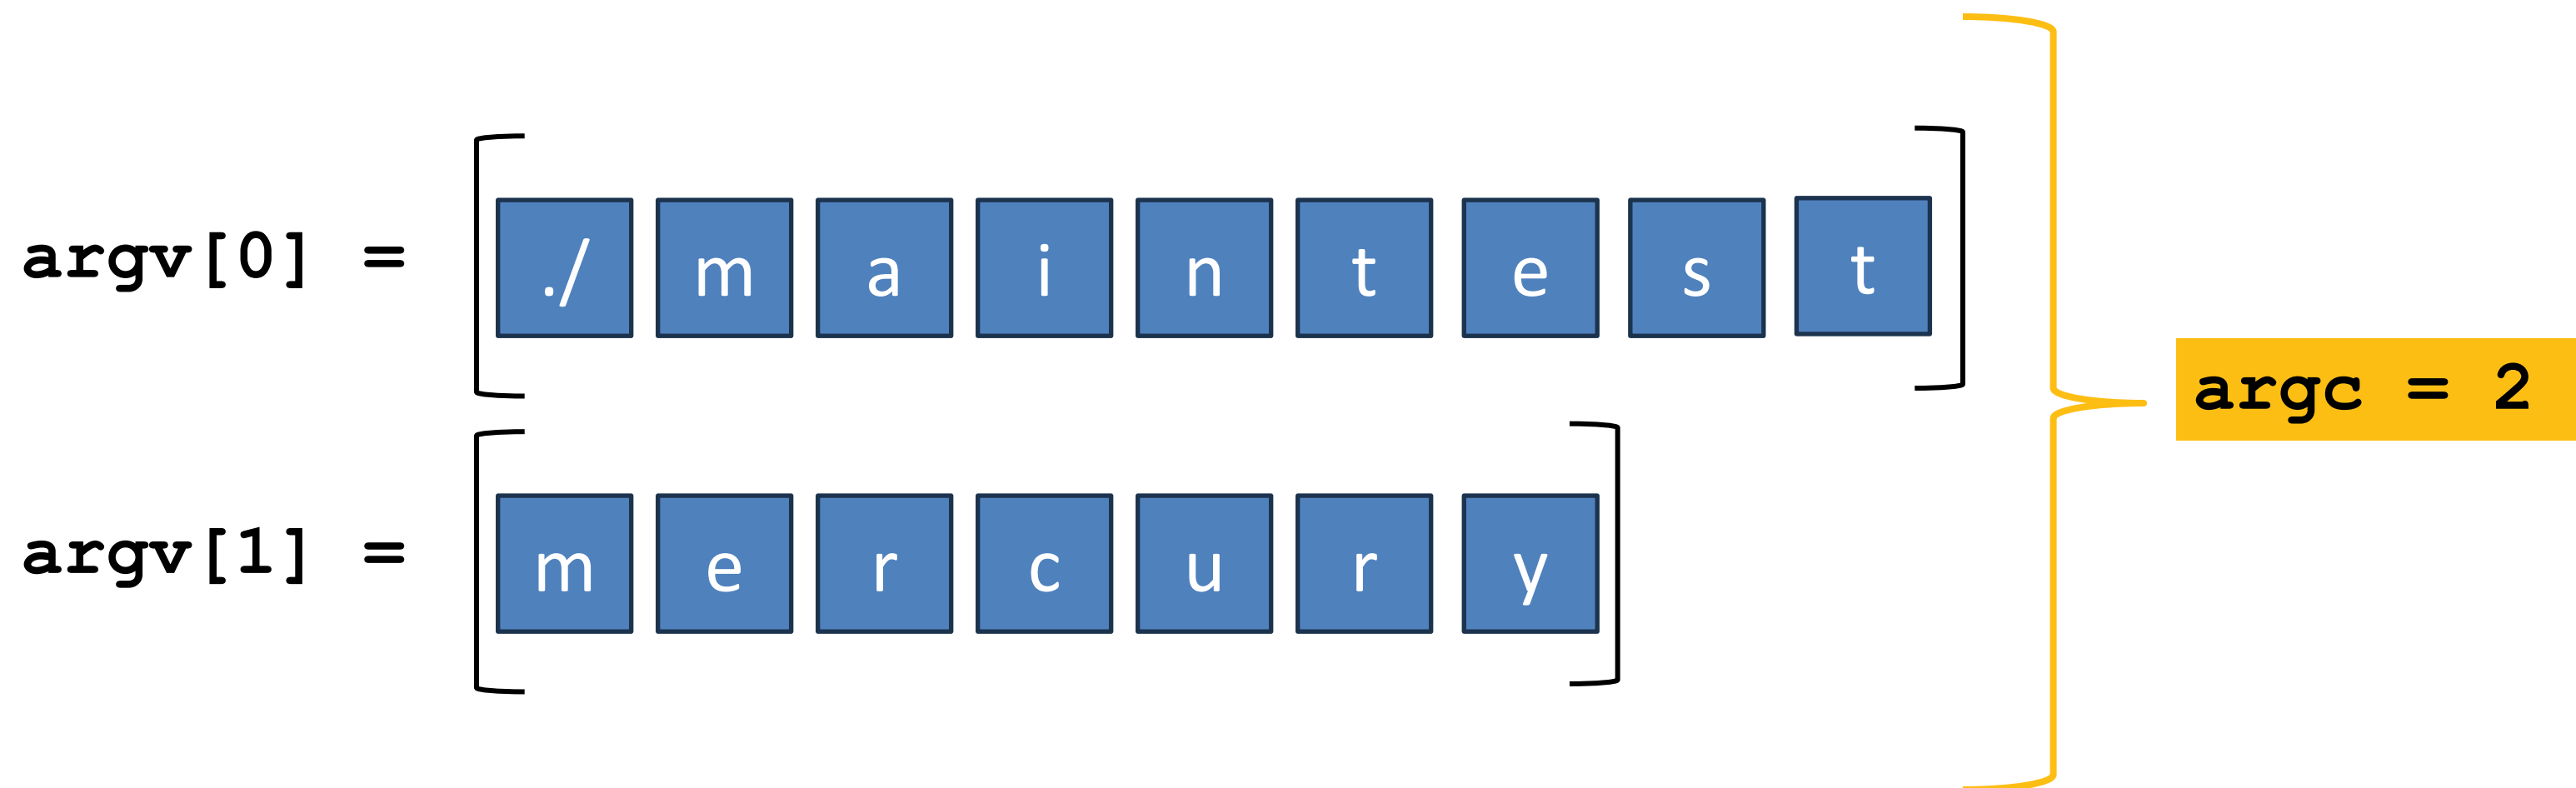 argv[0] = ./ m a i n t e s t
argc = 2
argv[1] = m e r c u r y